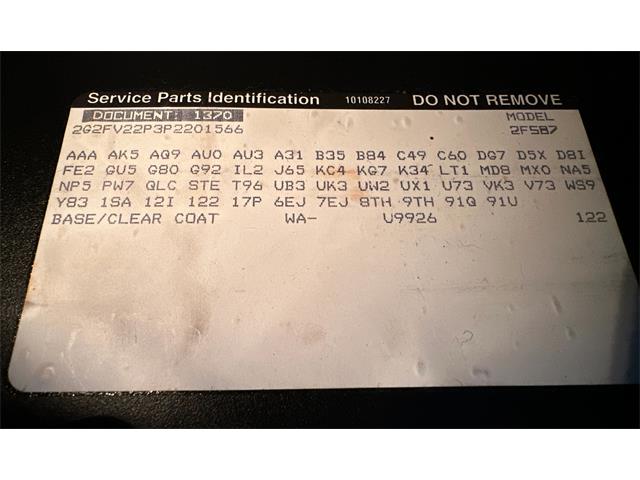 Service Parts Identification 10108227 DO NOT REMOVE
DOCUMENT: 1370 MODEL
2G2FV22P3P2201566 2FS87
AAA AK5 AQ9 AU0 AU3 A31 B35 B84 C49 C60 DG7 D5X D8I
FE2 GU5 G80 G92 IL2 J65 KC4 KG7 K34 LT1 MD8 MX0 NA5
NP5 PW7 QLC STE T96 UB3 UK3 UW2 UX1 U73 VK3 V73 WS9
Y83 1SA 12I 122 17P 6EJ 7EJ 8TH 9TH 91Q 91U
BASE/CLEAR COAT WA- U9926 122